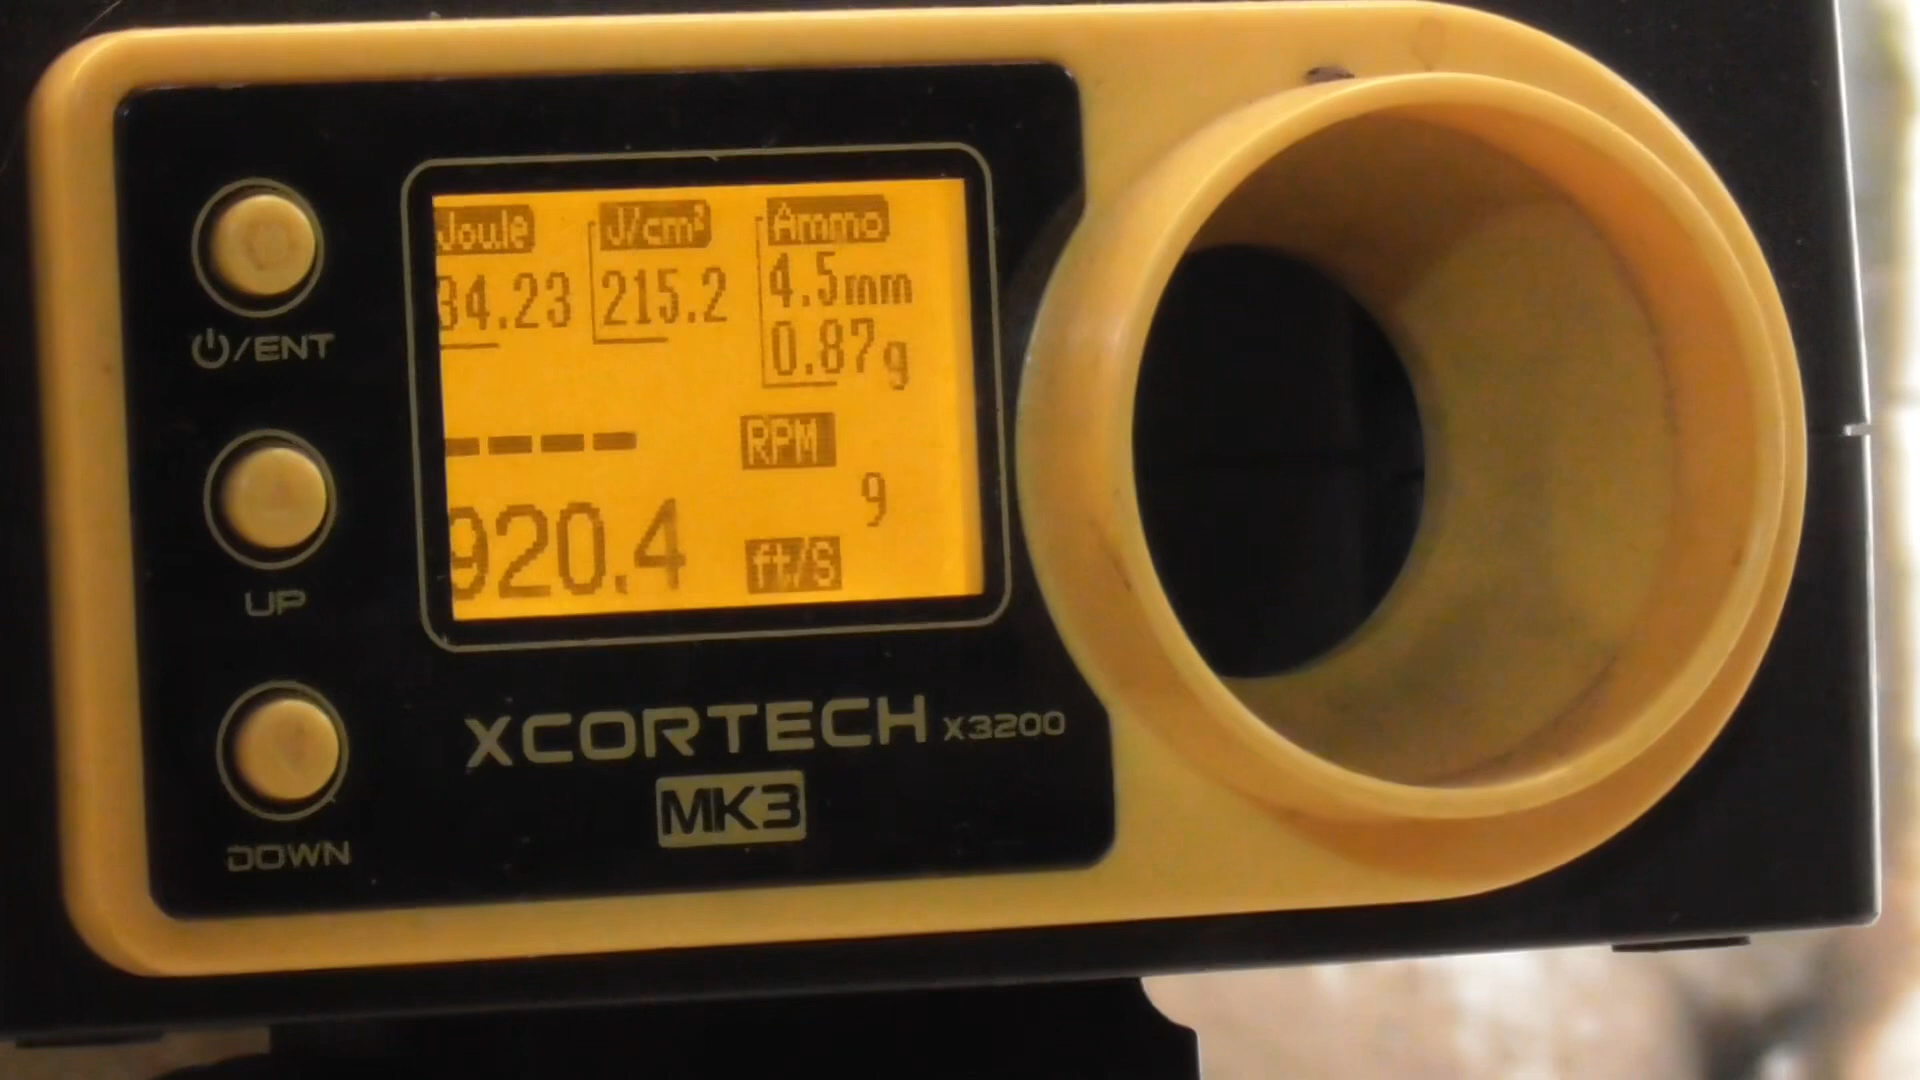 Joule J/cm² Ammo
34.23 215.2 4.5mm
0.87g
---- RPM
9
920.4 ft/S
⏻/ENT
UP
DOWN
XCORTECH X3200
MK3